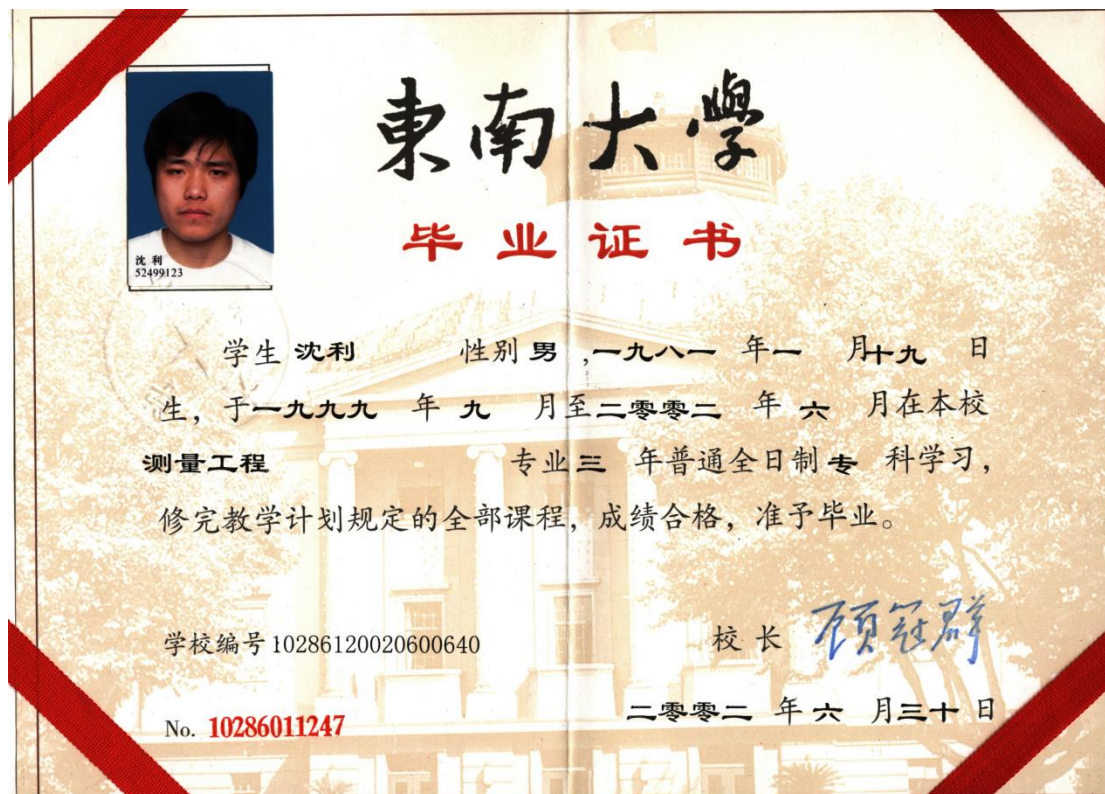 東南大學
毕业证书
沈利
52499123
学生 沈利 性别 男 ,一九八一 年 一 月 十九 日
生，于 一九九九 年 九 月至 二零零二 年 六 月在本校
测量工程 专业 三 年普通全日制 专 科学习，
修完教学计划规定的全部课程，成绩合格，准予毕业。
学校编号 10286120020600640
校 长 顾冠群
No. 10286011247
二零零二 年 六 月 三十 日